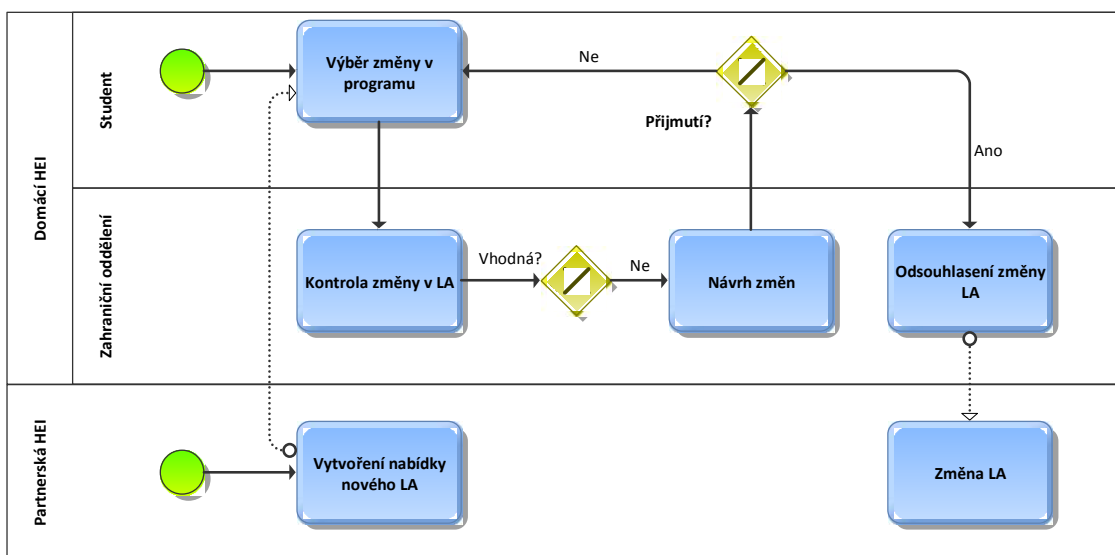 Domácí HEI
Student
Výběr změny v
programu
Ne
Přijmutí?
Ano
Zahraniční oddělení
Kontrola změny v LA
Vhodná?
Ne
Návrh změn
Odsouhlasení změny
LA
Partnerská HEI
Vytvoření nabídky
nového LA
Změna LA